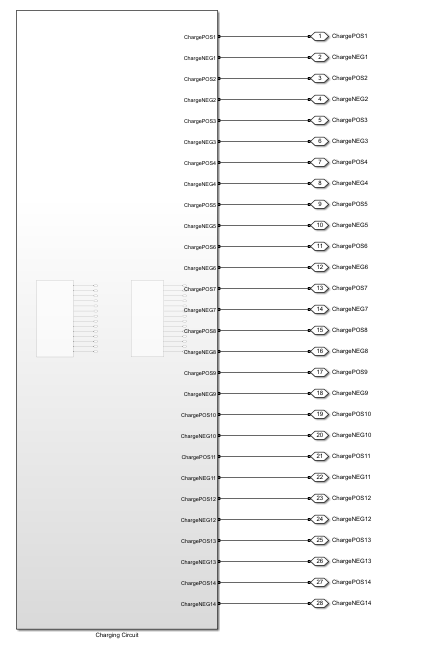 ChargePOS1 1 ChargePOS1
ChargeNEG1 2 ChargeNEG1
ChargePOS2 3 ChargePOS2
ChargeNEG2 4 ChargeNEG2
ChargePOS3 5 ChargePOS3
ChargeNEG3 6 ChargeNEG3
ChargePOS4 7 ChargePOS4
ChargeNEG4 8 ChargeNEG4
ChargePOS5 9 ChargePOS5
ChargeNEG5 10 ChargeNEG5
ChargePOS6 11 ChargePOS6
ChargeNEG6 12 ChargeNEG6
ChargePOS7 13 ChargePOS7
ChargeNEG7 14 ChargeNEG7
ChargePOS8 15 ChargePOS8
ChargeNEG8 16 ChargeNEG8
ChargePOS9 17 ChargePOS9
ChargeNEG9 18 ChargeNEG9
ChargePOS10 19 ChargePOS10
ChargeNEG10 20 ChargeNEG10
ChargePOS11 21 ChargePOS11
ChargeNEG11 22 ChargeNEG11
ChargePOS12 23 ChargePOS12
ChargeNEG12 24 ChargeNEG12
ChargePOS13 25 ChargePOS13
ChargeNEG13 26 ChargeNEG13
ChargePOS14 27 ChargePOS14
ChargeNEG14 28 ChargeNEG14
Charging Circuit